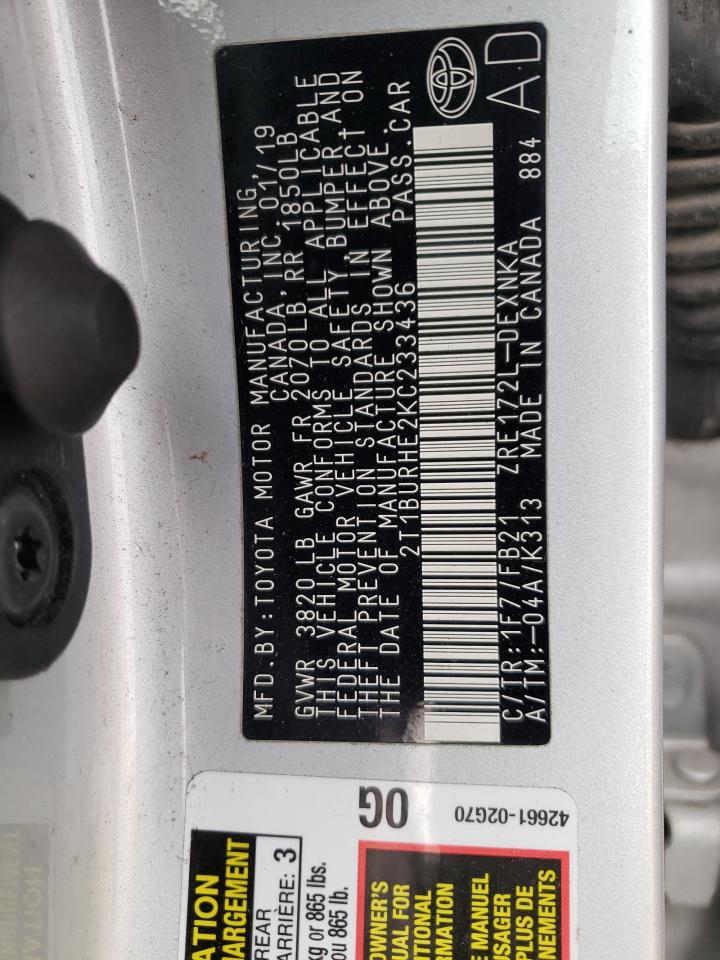 MFD.BY:TOYOTA MOTOR MANUFACTURING,
CANADA, INC. 01/19
GVWR 3820 LB GAWR FR 2070 LB, RR 1850LB
THIS VEHICLE CONFORMS TO ALL APPLICABLE
FEDERAL MOTOR VEHICLE SAFETY, BUMPER, AND
THEFT PREVENTION STANDARDS IN EFFECT ON
THE DATE OF MANUFACTURE SHOWN ABOVE.
2T1BURHE2KC233436 PASS.CAR
C/TR:1F7/FB21 ZRE172L-DEXNKA
A/TM:-04A/K313 MADE IN CANADA 884
AD
ATION
HARGEMENT
REAR
ARRIÈRE: 3
kg or 865 lbs.
ou 865 lb.
OWNER'S
UAL FOR
TIONAL
RMATION
E MANUEL
USAGER
PLUS DE
NEMENTS
0G
42661-02G70